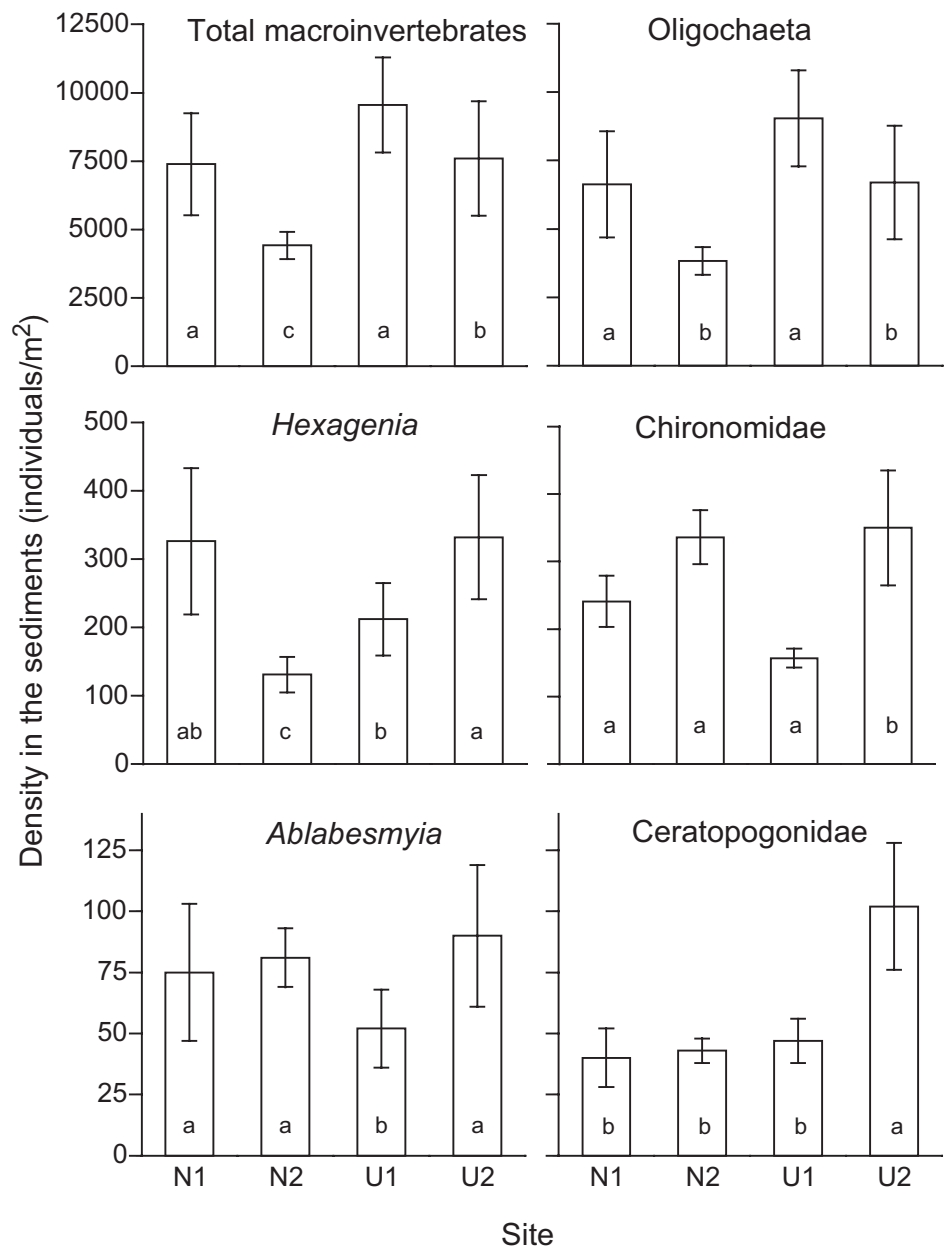 Density in the sediments (individuals/m²)
Total macroinvertebrates
12500
10000
7500
5000
2500
0
a
c
a
b
Oligochaeta
a
b
a
b
Hexagenia
500
400
300
200
100
0
ab
c
b
a
Chironomidae
a
a
a
b
Ablabesmyia
125
100
75
50
25
0
a
a
b
a
N1
N2
U1
U2
Ceratopogonidae
b
b
b
a
N1
N2
U1
U2
Site